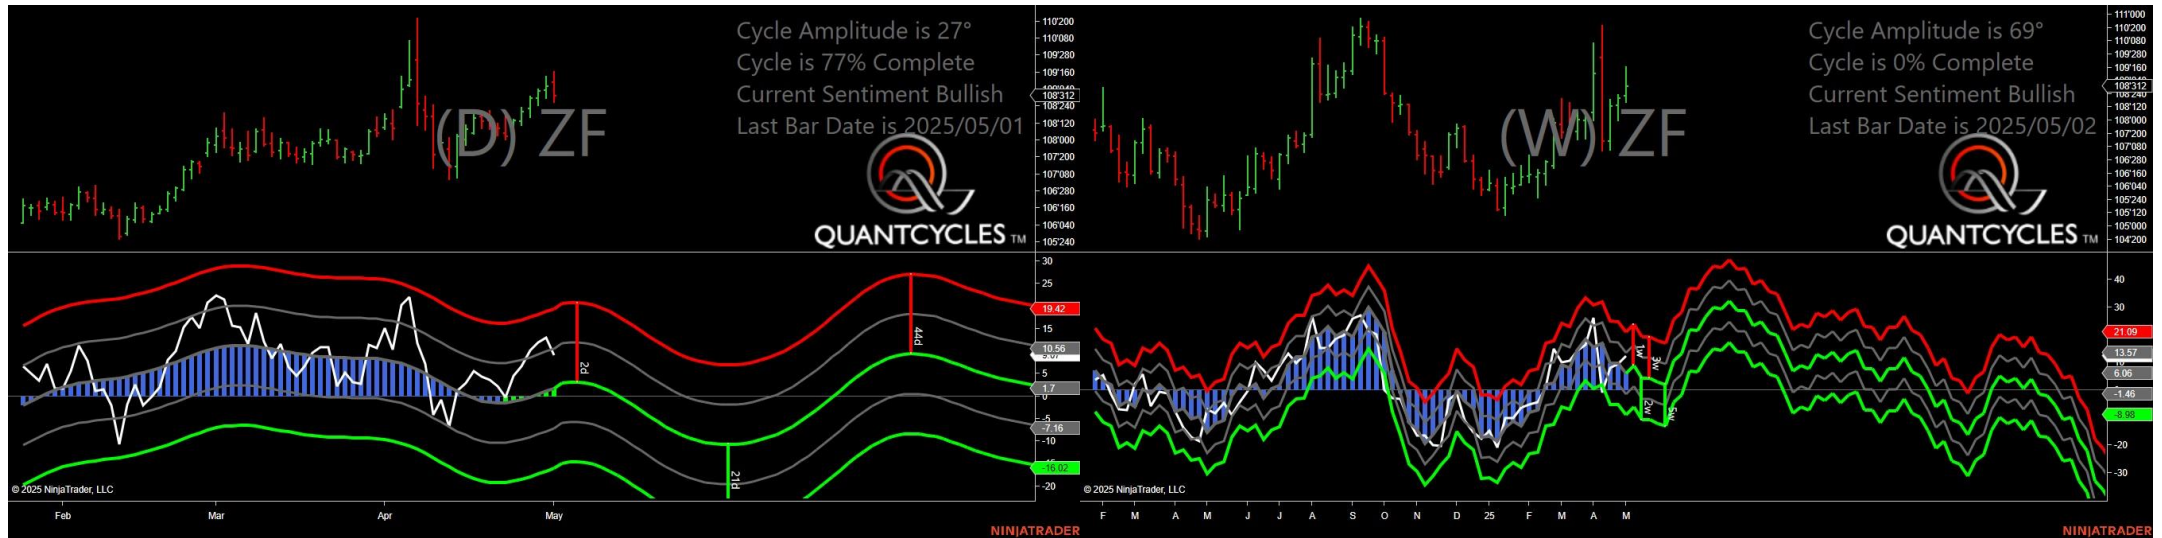 Cycle Amplitude is 27°
Cycle is 77% Complete
Current Sentiment Bullish
Last Bar Date is 2025/05/01
(D) ZF
QUANTCYCLES TM
110'200
110'080
109'280
109'160
108'312
108'240
108'120
108'000
107'200
107'080
106'280
106'160
106'040
105'240
30
25
19.42
15
10.56
5
1.7
0
-5
-7.16
-10
-16.02
-20
2d
21d
44d
© 2025 NinjaTrader, LLC
Feb Mar Apr May
NINJATRADER
Cycle Amplitude is 69°
Cycle is 0% Complete
Current Sentiment Bullish
Last Bar Date is 2025/05/02
(W) ZF
QUANTCYCLES TM
111'000
110'200
110'080
109'280
109'160
108'312
108'240
108'120
108'000
107'200
107'080
106'280
106'160
106'040
105'240
105'120
105'000
104'200
40
30
21.09
13.57
6.06
-1.46
-8.98
-20
-30
1w
3w
2w
5w
© 2025 NinjaTrader, LLC
F M A M J J A S O N D 25 F M A M
NINJATRADER